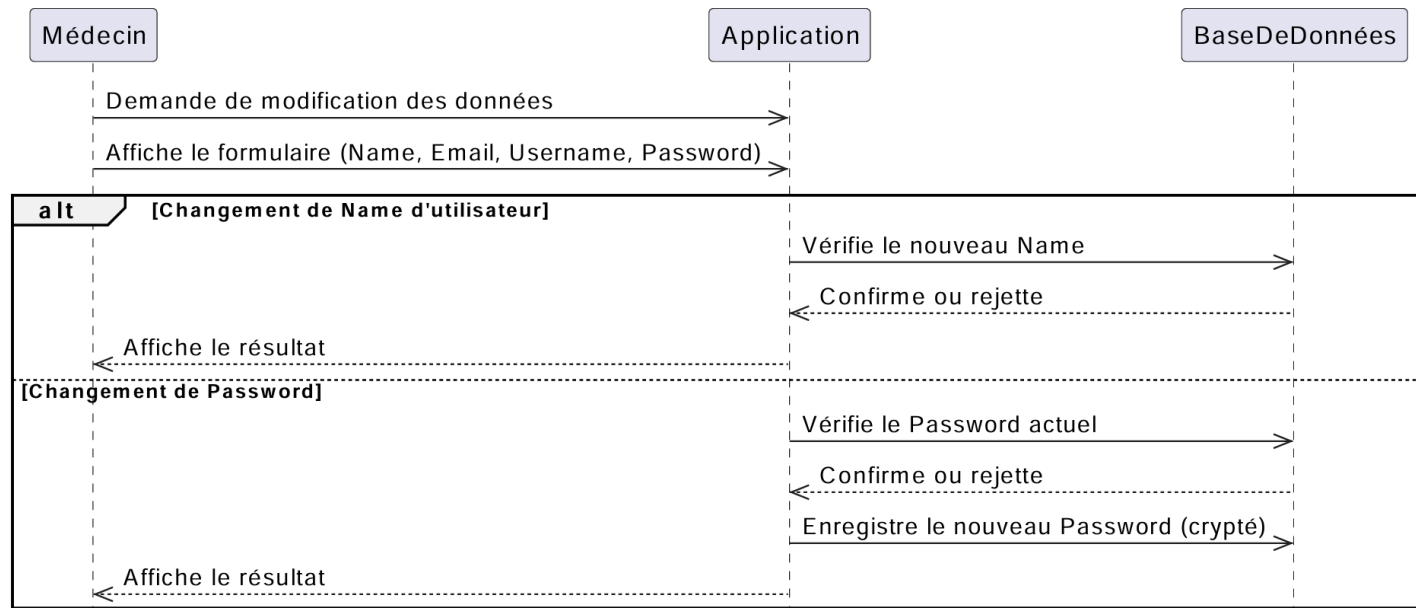 Médecin
Application
BaseDeDonnées
Demande de modification des données
Affiche le formulaire (Name, Email, Username, Password)
alt
[Changement de Name d'utilisateur]
Vérifie le nouveau Name
Confirme ou rejette
Affiche le résultat
[Changement de Password]
Vérifie le Password actuel
Confirme ou rejette
Enregistre le nouveau Password (crypté)
Affiche le résultat